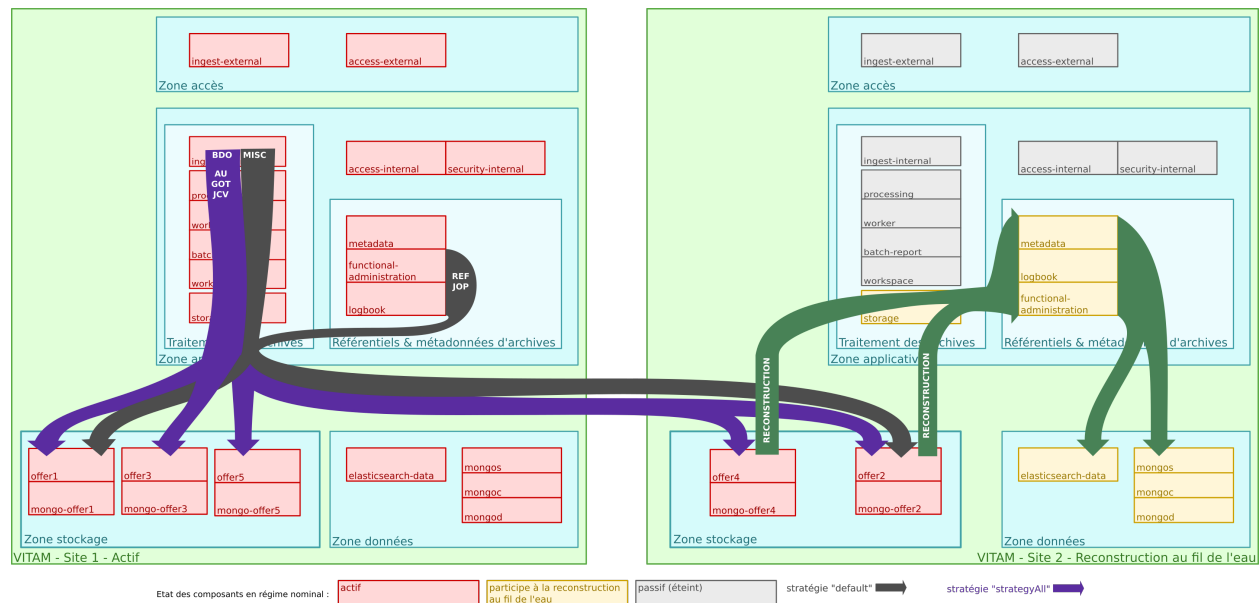 ingest-external
access-external
Zone accès
BDO
MISC
AU
GOT
JCV
access-internal
security-internal
metadata
functional-
administration
logbook
REF
JOP
Référentiels & métadonnées d'archives
offer1
mongo-offer1
offer3
mongo-offer3
offer5
mongo-offer5
Zone stockage
elasticsearch-data
mongos
mongoc
mongod
Zone données
VITAM - Site 1 - Actif
ingest-external
access-external
Zone accès
ingest-internal
processing
worker
batch-report
workspace
storage
Traitement des archives
access-internal
security-internal
metadata
logbook
functional-
administration
d'archives
Zone applicative
RECONSTRUCTION
RECONSTRUCTION
offer4
mongo-offer4
offer2
mongo-offer2
Zone stockage
elasticsearch-data
mongos
mongoc
mongod
Zone données
VITAM - Site 2 - Reconstruction au fil de l'eau
Etat des composants en régime nominal :
actif
participe à la reconstruction
au fil de l'eau
passif (éteint)
stratégie "default"
stratégie "strategyAll"